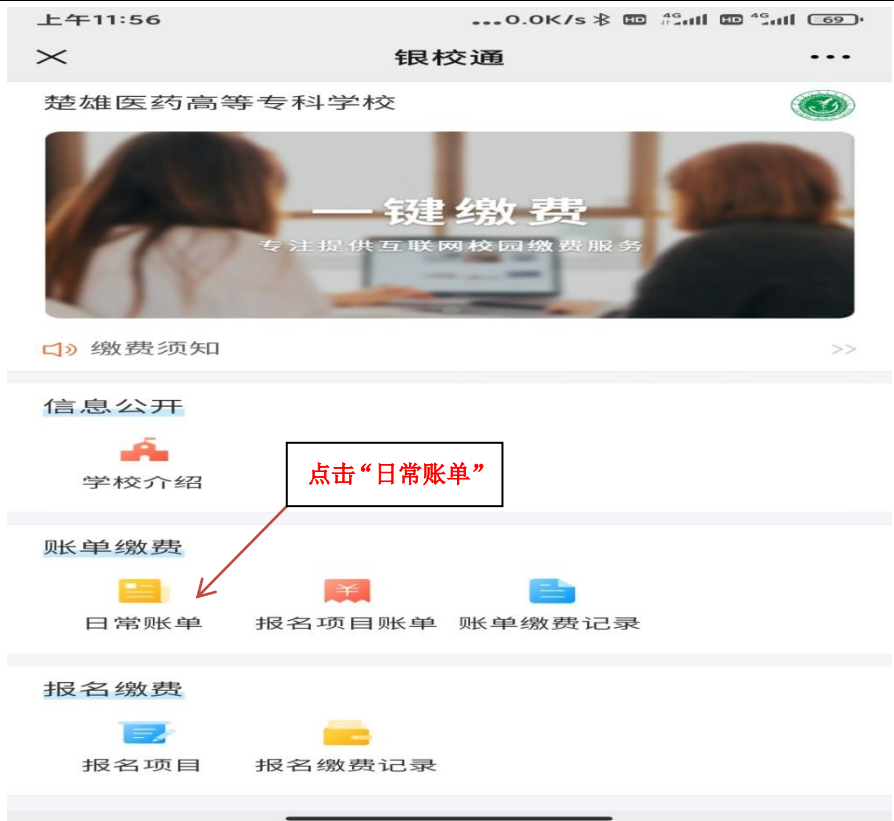 上午11:56
...0.0K/s HD 4G HD 4G 69
银校通
楚雄医药高等专科学校
一键缴费
专注提供互联网校园缴费服务
缴费须知
>>
信息公开
学校介绍
点击“日常账单”
账单缴费
日常账单
报名项目账单
账单缴费记录
报名缴费
报名项目
报名缴费记录